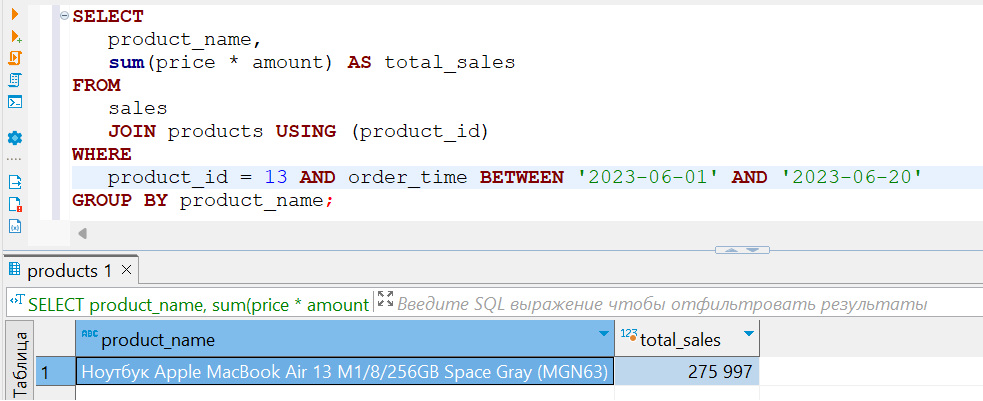 SELECT
product_name,
sum(price * amount) AS total_sales
FROM
sales
JOIN products USING (product_id)
WHERE
product_id = 13 AND order_time BETWEEN '2023-06-01' AND '2023-06-20'
GROUP BY product_name;
products 1
SELECT product_name, sum(price * amount Введите SQL выражение чтобы отфильтровать результаты
Таблица
ABC product_name 123 total_sales
1 Ноутбук Apple MacBook Air 13 M1/8/256GB Space Gray (MGN63) 275 997